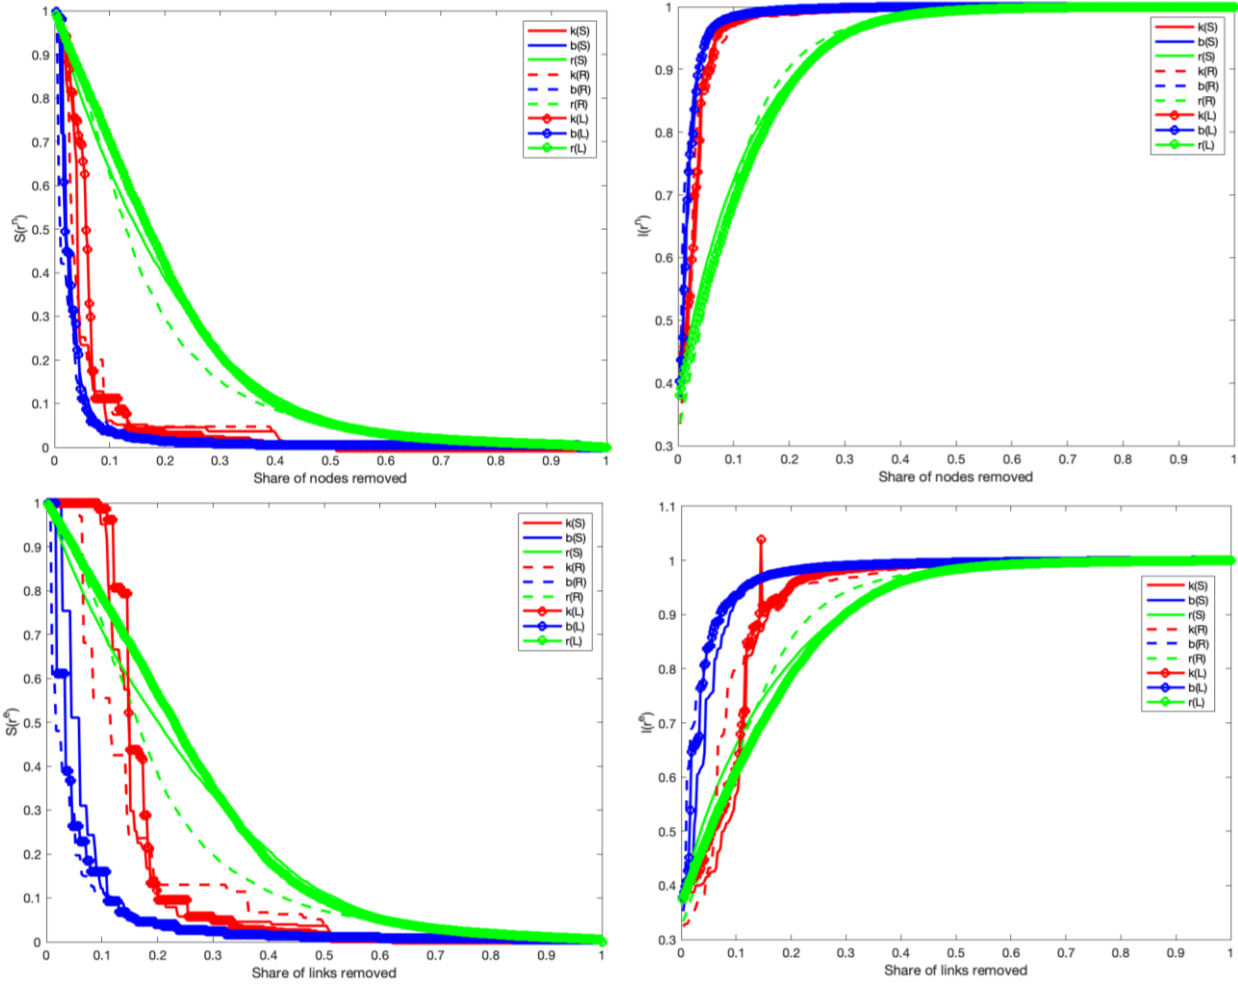 1
0.9
0.8
0.7
0.6
0.5
0.4
0.3
0.2
0.1
0
S(rⁿ)
0 0.1 0.2 0.3 0.4 0.5 0.6 0.7 0.8 0.9 1
Share of nodes removed
k(S)
b(S)
r(S)
k(R)
b(R)
r(R)
k(L)
b(L)
r(L)
1
0.9
0.8
0.7
0.6
0.5
0.4
0.3
I(rⁿ)
0 0.1 0.2 0.3 0.4 0.5 0.6 0.7 0.8 0.9 1
Share of nodes removed
k(S)
b(S)
r(S)
k(R)
b(R)
r(R)
k(L)
b(L)
r(L)
1
0.9
0.8
0.7
0.6
0.5
0.4
0.3
0.2
0.1
0
S(rᵉ)
0 0.1 0.2 0.3 0.4 0.5 0.6 0.7 0.8 0.9 1
Share of links removed
k(S)
b(S)
r(S)
k(R)
b(R)
r(R)
k(L)
b(L)
r(L)
1.1
1
0.9
0.8
0.7
0.6
0.5
0.4
0.3
I(rᵉ)
0 0.1 0.2 0.3 0.4 0.5 0.6 0.7 0.8 0.9 1
Share of links removed
k(S)
b(S)
r(S)
k(R)
b(R)
r(R)
k(L)
b(L)
r(L)